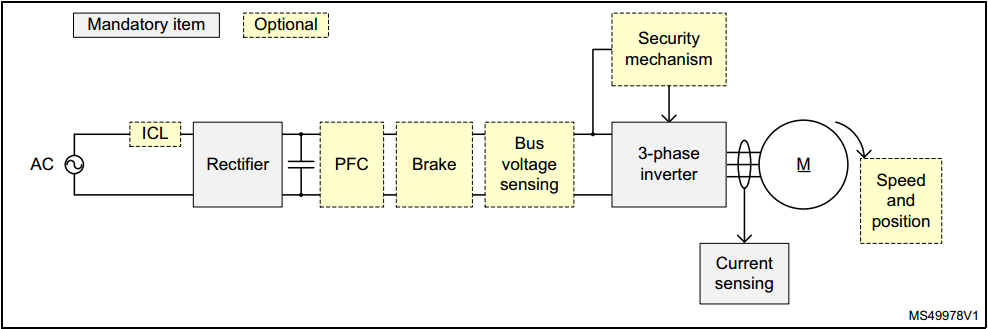 Mandatory item
Optional
Security
mechanism
ICL
AC
Rectifier
PFC
Brake
Bus
voltage
sensing
3-phase
inverter
M
Speed
and
position
Current
sensing
MS49978V1